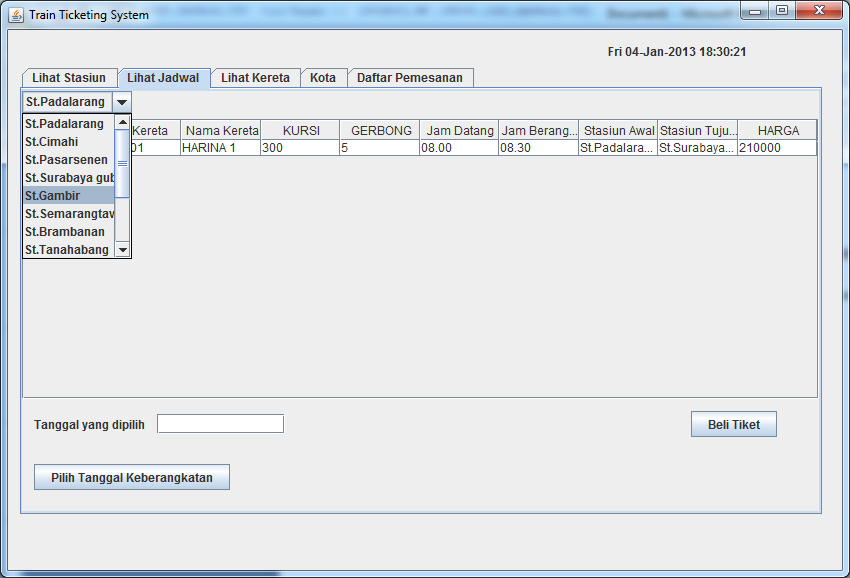 Train Ticketing System
Fri 04-Jan-2013 18:30:21
Lihat Stasiun Lihat Jadwal Lihat Kereta Kota Daftar Pemesanan
St.Padalarang
Kereta Nama Kereta KURSI GERBONG Jam Datang Jam Berang... Stasiun Awal Stasiun Tuju... HARGA
01 HARINA 1 300 5 08.00 08.30 St.Padalara... St.Surabaya... 210000
St.Padalarang
St.Cimahi
St.Pasarsenen
St.Surabaya gub
St.Gambir
St.Semarangtaw
St.Brambanan
St.Tanahabang
Tanggal yang dipilih
Beli Tiket
Pilih Tanggal Keberangkatan